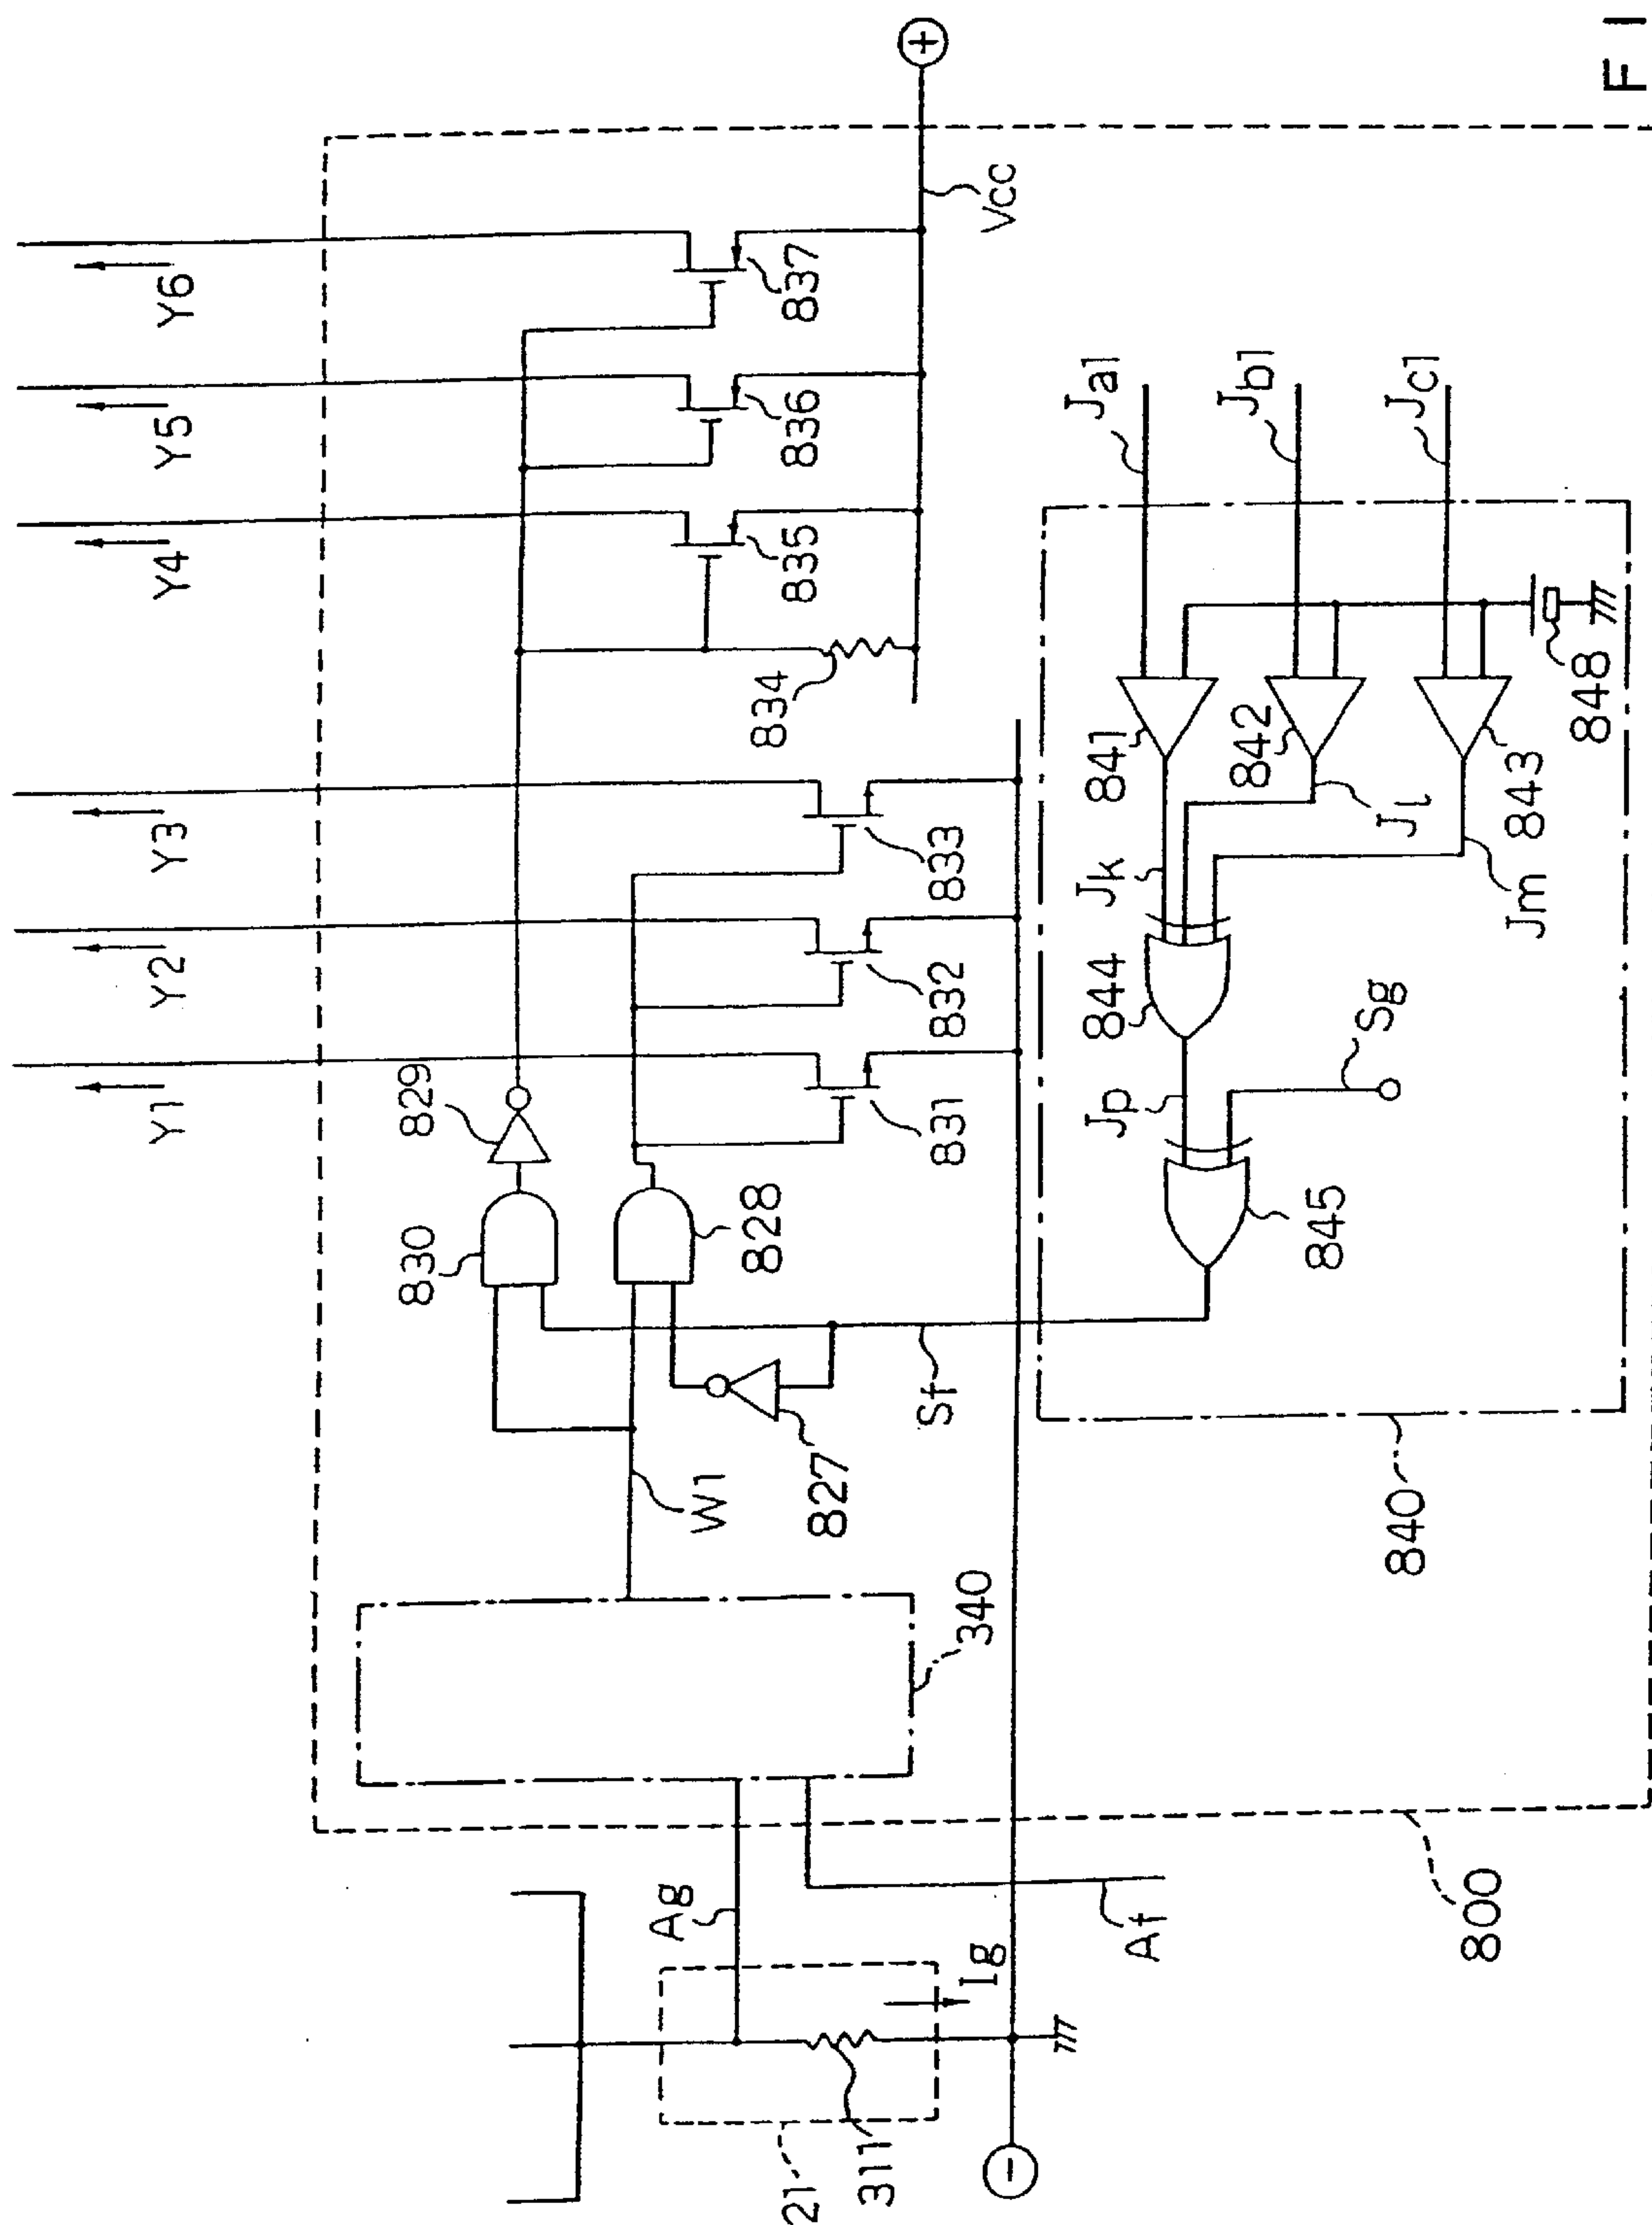 Y1
Y2
Y3
Y4
Y5
Y6
830
829
Ag
W1
828
834
21
827
835
836
837
311
Sf
831
832
833
Ig
340
Vcc
Af
Jp
844
Jk
841
Ja1
842
Jb1
845
Sg
Jl
840
Jc1
800
Jm
843
848
F I